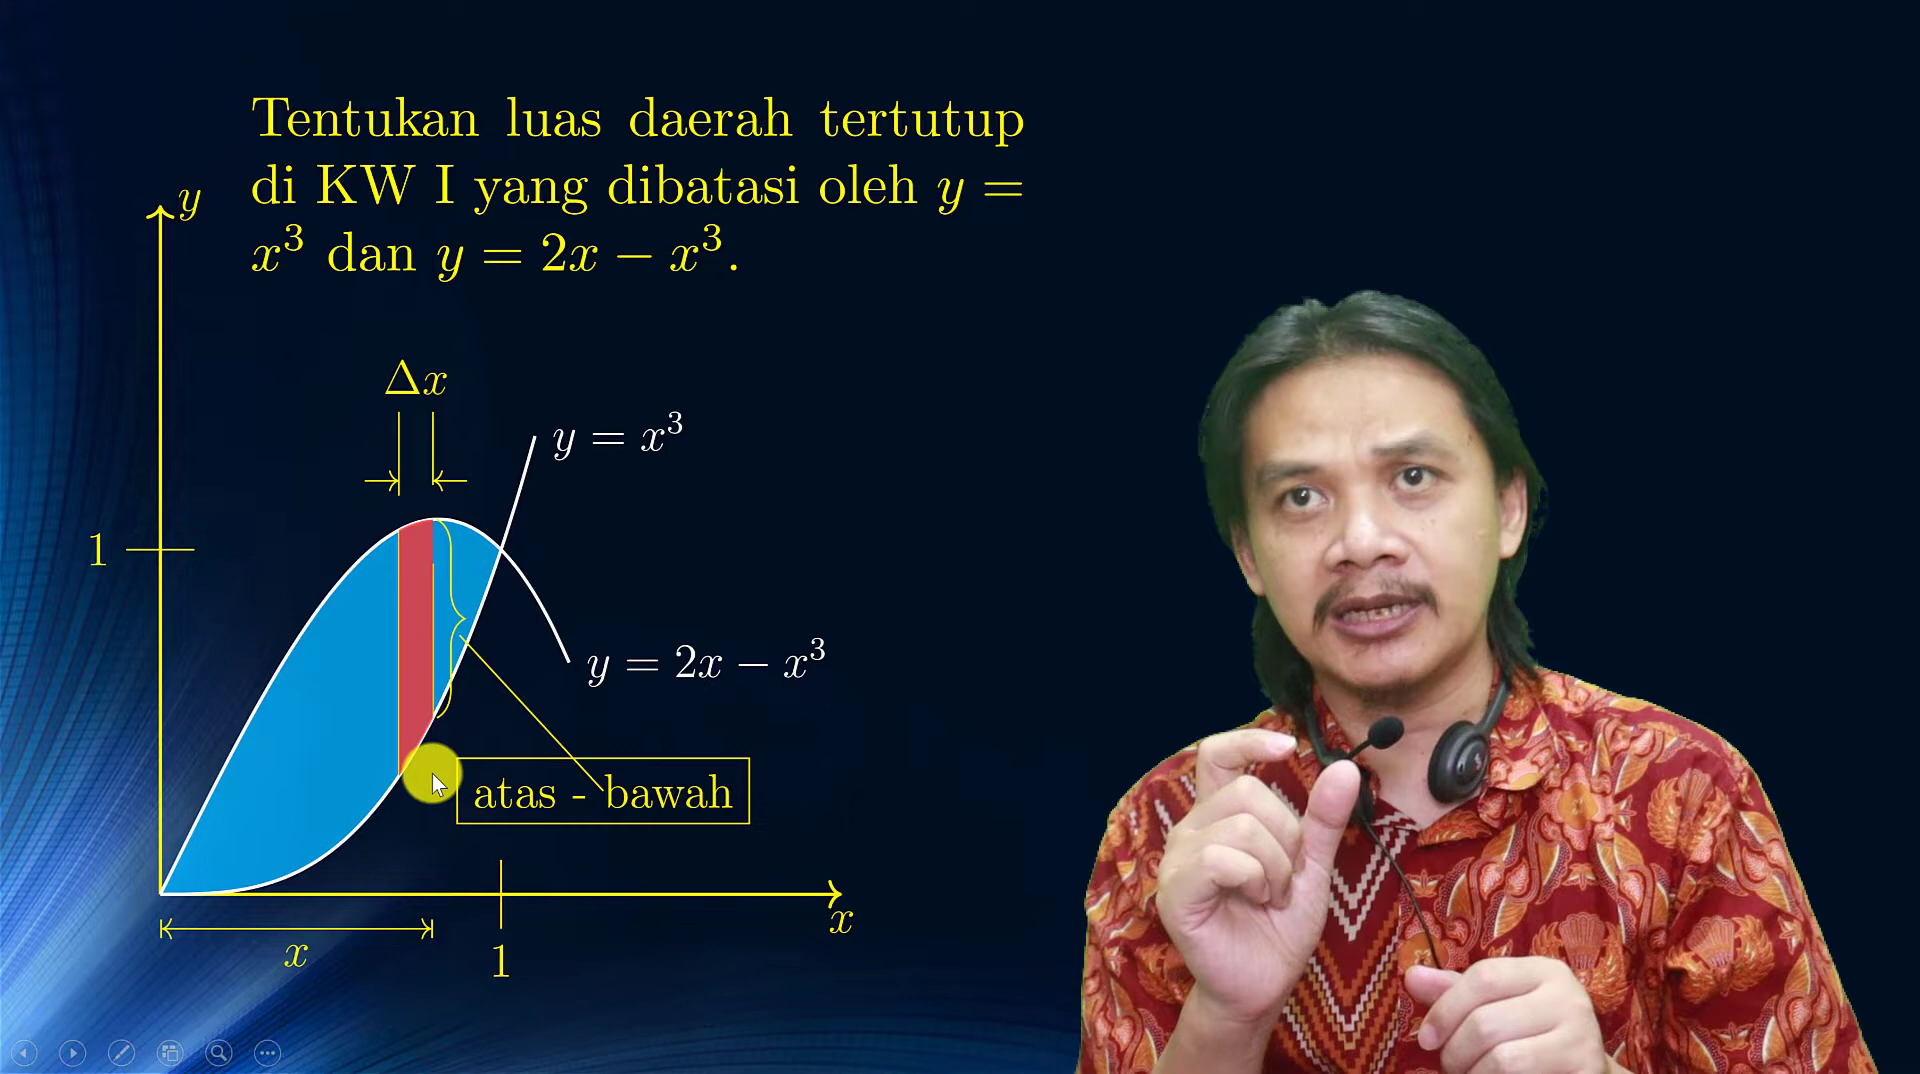 Tentukan luas daerah tertutup
di KW I yang dibatasi oleh y =
x³ dan y = 2x − x³.
y
Δx
y = x³
1
y = 2x − x³
atas - bawah
x
x
1